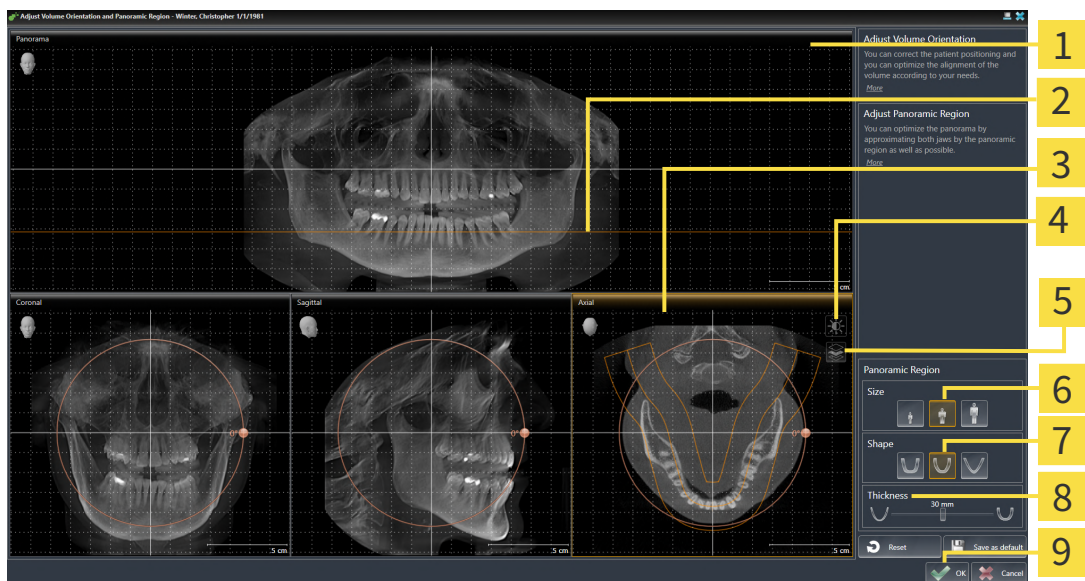 Adjust Volume Orientation and Panoramic Region - Winter, Christopher 1/1/1981
Panorama
cm
Adjust Volume Orientation
You can correct the patient positioning and
you can optimize the alignment of the
volume according to your needs.
More
Adjust Panoramic Region
You can optimize the panorama by
approximating both jaws by the panoramic
region as well as possible.
More
Coronal
0°
.5 cm
Sagittal
0°
.5 cm
Axial
0°
.5 cm
Panoramic Region
Size
Shape
Thickness
30 mm
Reset
Save as default
OK
Cancel
1
2
3
4
5
6
7
8
9